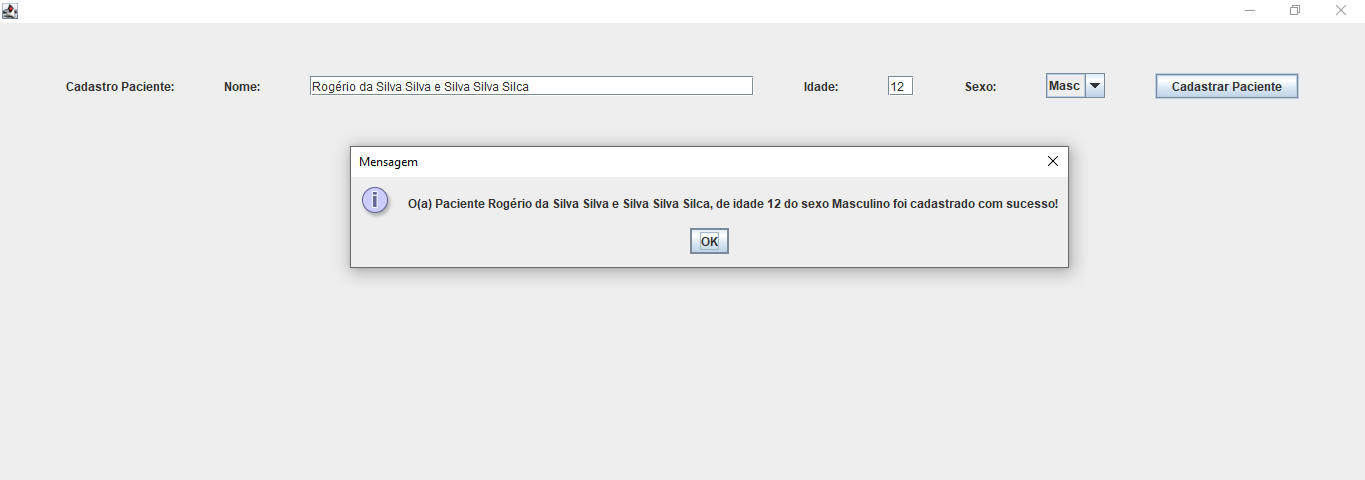 Cadastro Paciente: Nome: Rogério da Silva Silva e Silva Silva Silca Idade: 12 Sexo: Masc Cadastrar Paciente
Mensagem
O(a) Paciente Rogério da Silva Silva e Silva Silva Silca, de idade 12 do sexo Masculino foi cadastrado com sucesso!
OK